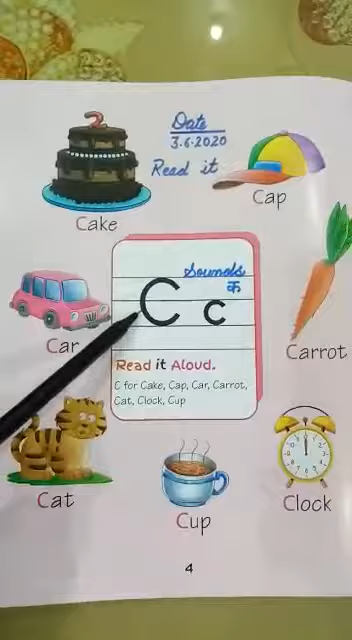 2
Date
3.6.2020
Read it
Cake
Cap
Sounds
क
C c
Car
Carrot
Read it Aloud.
C for Cake, Cap, Car, Carrot,
Cat, Clock, Cup
Cat
Cup
Clock
4